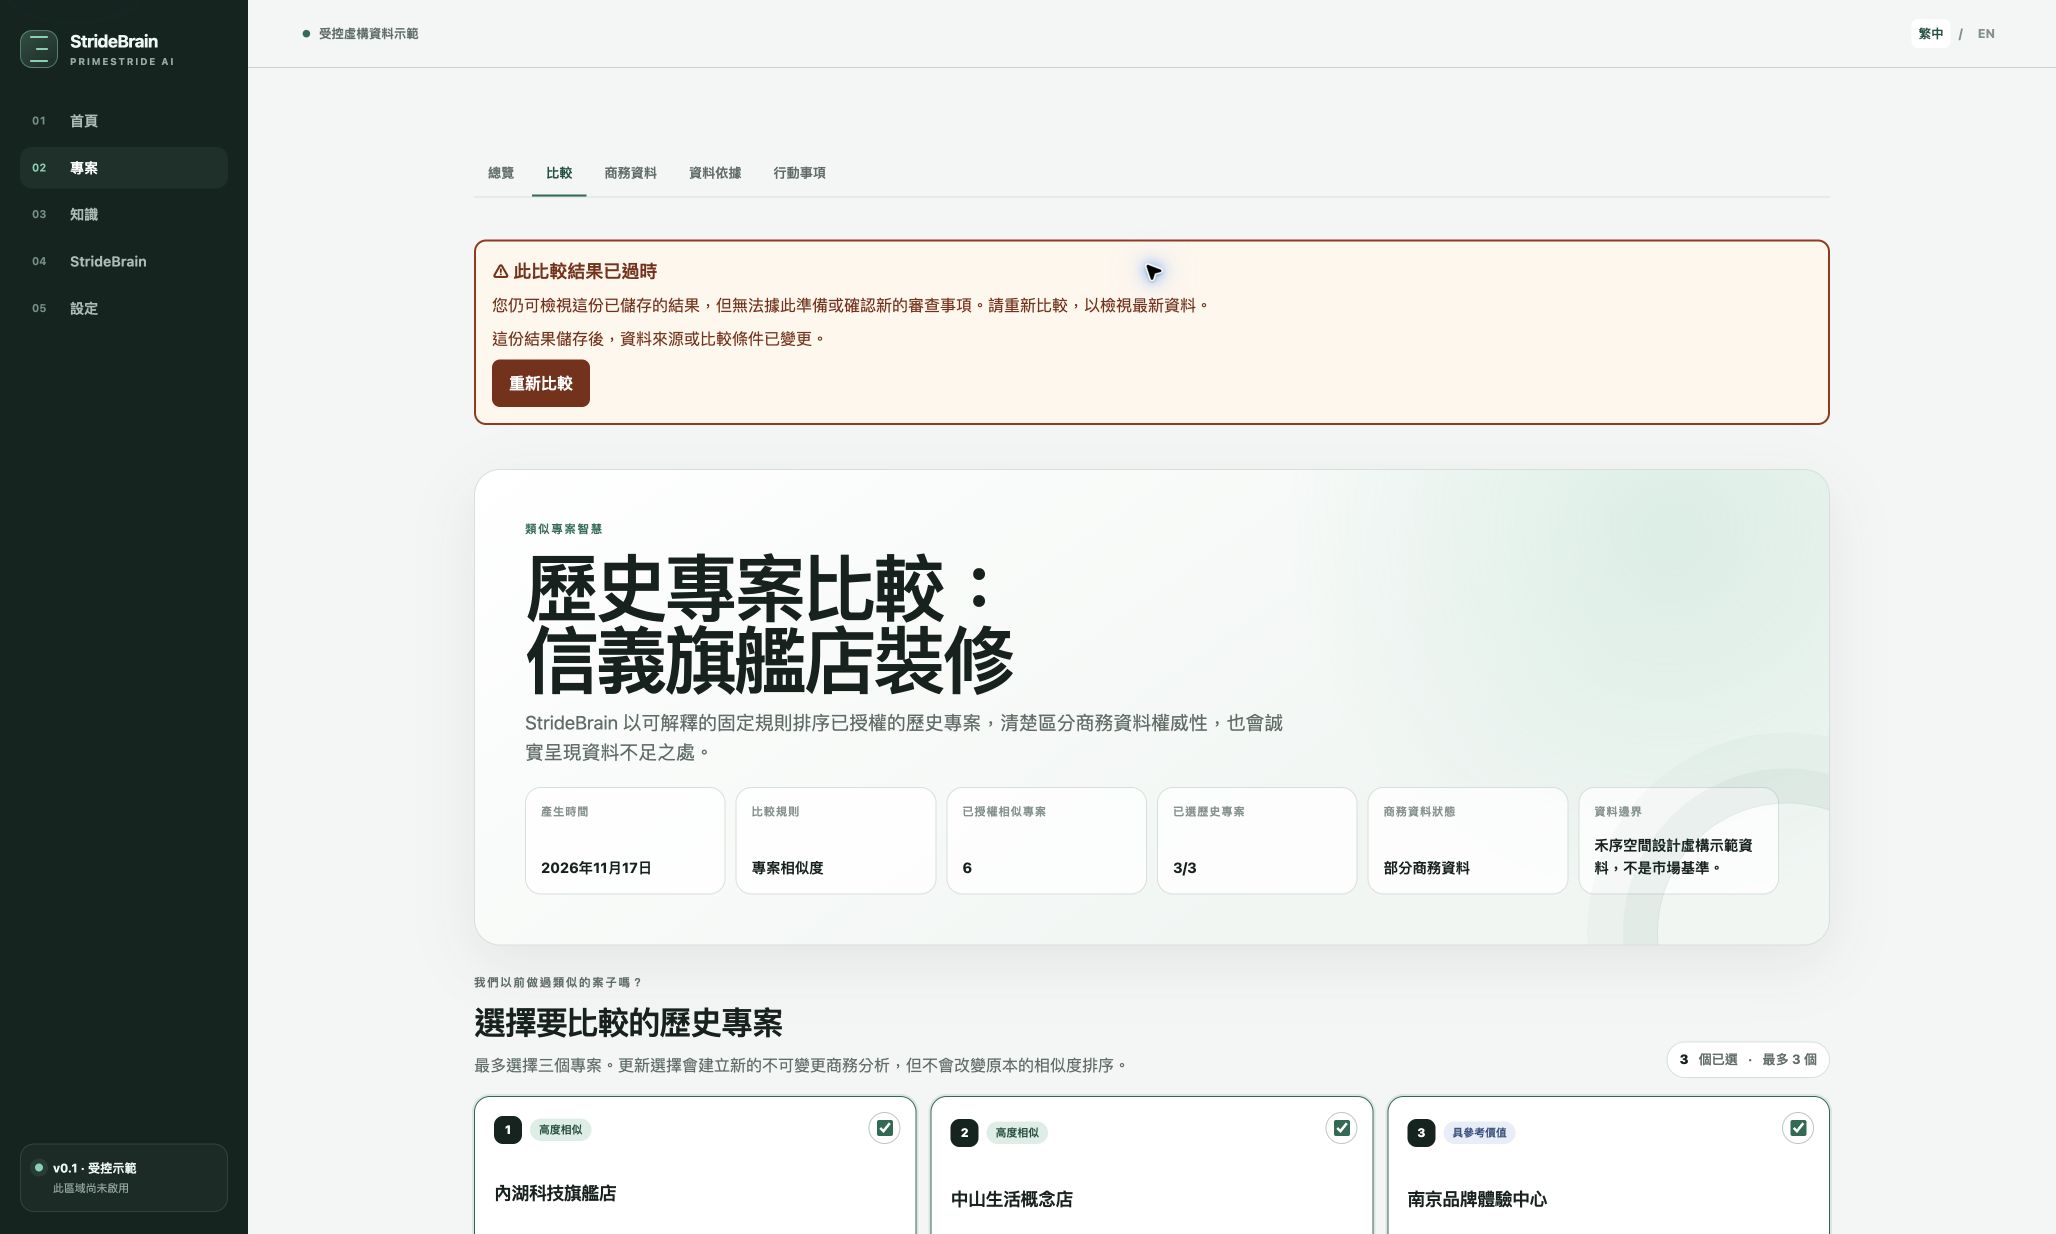 StrideBrain
PRIMESTRIDE AI
01 首頁
02 專案
03 知識
04 StrideBrain
05 設定
v0.1 · 受控示範
此區域尚未啟用
受控虛構資料示範
繁中 / EN
總覽 比較 商務資料 資料依據 行動事項
此比較結果已過時
您仍可檢視這份已儲存的結果，但無法據此準備或確認新的審查事項。請重新比較，以檢視最新資料。
這份結果儲存後，資料來源或比較條件已變更。
重新比較
類似專案智慧
歷史專案比較：
信義旗艦店裝修
StrideBrain 以可解釋的固定規則排序已授權的歷史專案，清楚區分商務資料權威性，也會誠
實呈現資料不足之處。
產生時間
2026年11月17日
比較規則
專案相似度
已授權相似專案
6
已選歷史專案
3/3
商務資料狀態
部分商務資料
資料邊界
禾序空間設計虛構示範資
料，不是市場基準。
我們以前做過類似的案子嗎？
選擇要比較的歷史專案
最多選擇三個專案。更新選擇會建立新的不可變更商務分析，但不會改變原本的相似度排序。
3 個已選 · 最多 3 個
1 高度相似
內湖科技旗艦店
2 高度相似
中山生活概念店
3 具參考價值
南京品牌體驗中心